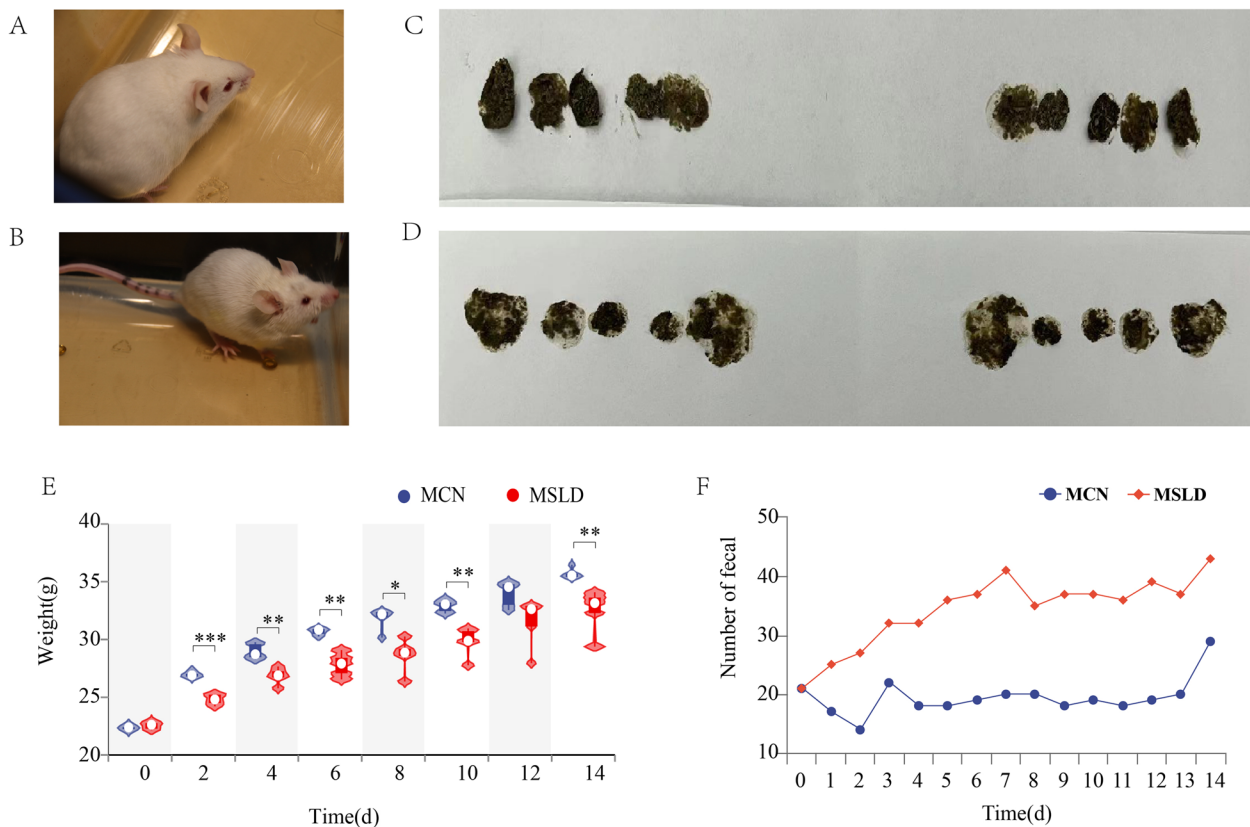 A
B
C
D
E
MCN MSLD
Weight(g)
40
35
30
25
20
***
**
**
*
**
**
0 2 4 6 8 10 12 14
Time(d)
F
MCN MSLD
Number of fecal
50
40
30
20
10
0 1 2 3 4 5 6 7 8 9 10 11 12 13 14
Time(d)